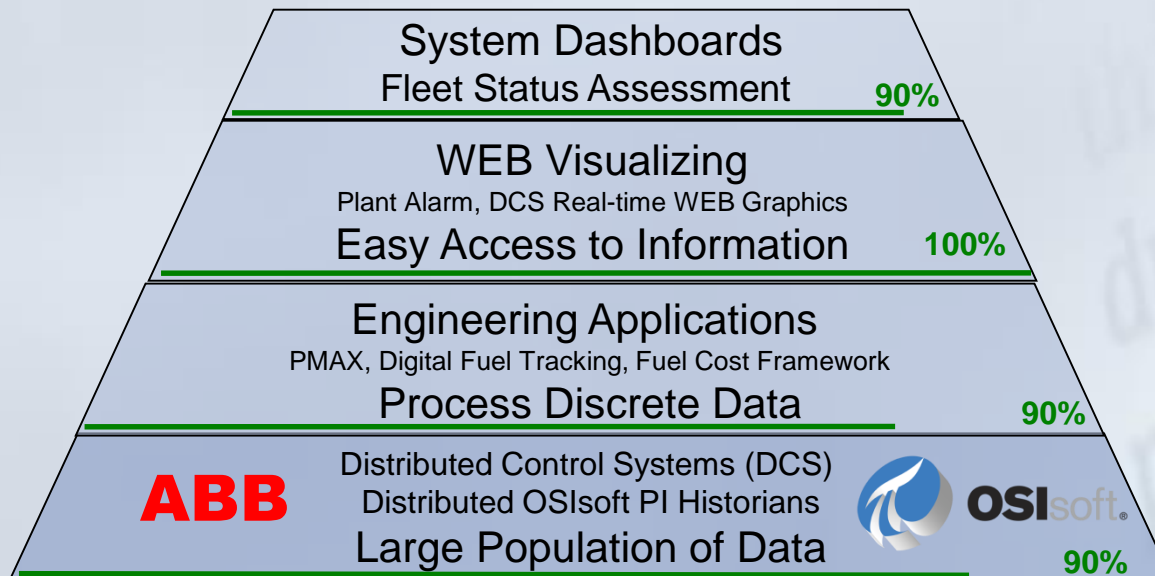 System Dashboards
Fleet Status Assessment
90%
WEB Visualizing
Plant Alarm, DCS Real-time WEB Graphics
Easy Access to Information
100%
Engineering Applications
PMAX, Digital Fuel Tracking, Fuel Cost Framework
Process Discrete Data
90%
ABB
Distributed Control Systems (DCS)
Distributed OSIsoft PI Historians
Large Population of Data
OSIsoft®
90%